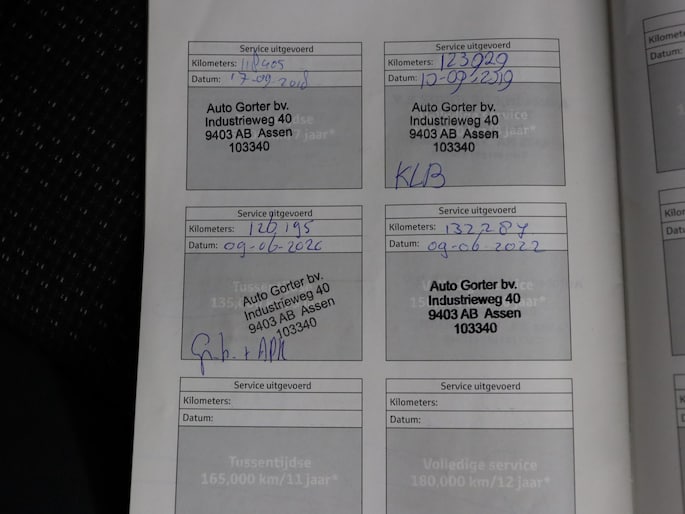 Service uitgevoerd
Kilometers: 118405
Datum: 17-09-2018
Auto Gorter bv.
Industrieweg 40
9403 AB Assen
103340
Service uitgevoerd
Kilometers: 123929
Datum: 10-09-2019
Auto Gorter bv.
Industrieweg 40
9403 AB Assen
103340
KLB
Service uitgevoerd
Kilometers: 126,195
Datum: 09-06-2020
Auto Gorter bv.
Industrieweg 40
9403 AB Assen
103340
+ APK
Service uitgevoerd
Kilometers: 132,287
Datum: 09-06-2022
Auto Gorter bv.
Industrieweg 40
9403 AB Assen
103340
Service uitgevoerd
Kilometers:
Datum:
Tussentijdse
165,000 km/11 jaar*
Service uitgevoerd
Kilometers:
Datum:
Volledige service
180,000 km/12 jaar*